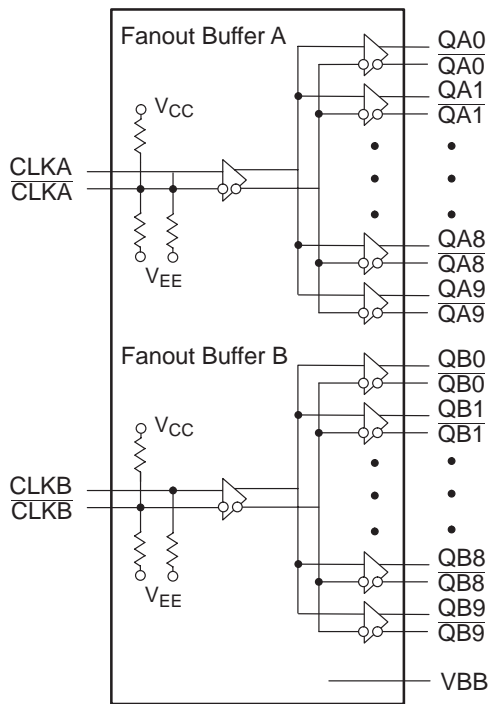 Fanout Buffer A
VCC
CLKA
CLKA
VEE
QA0
QA0
QA1
QA1
QA8
QA8
QA9
QA9
Fanout Buffer B
VCC
CLKB
CLKB
VEE
QB0
QB0
QB1
QB1
QB8
QB8
QB9
QB9
VBB